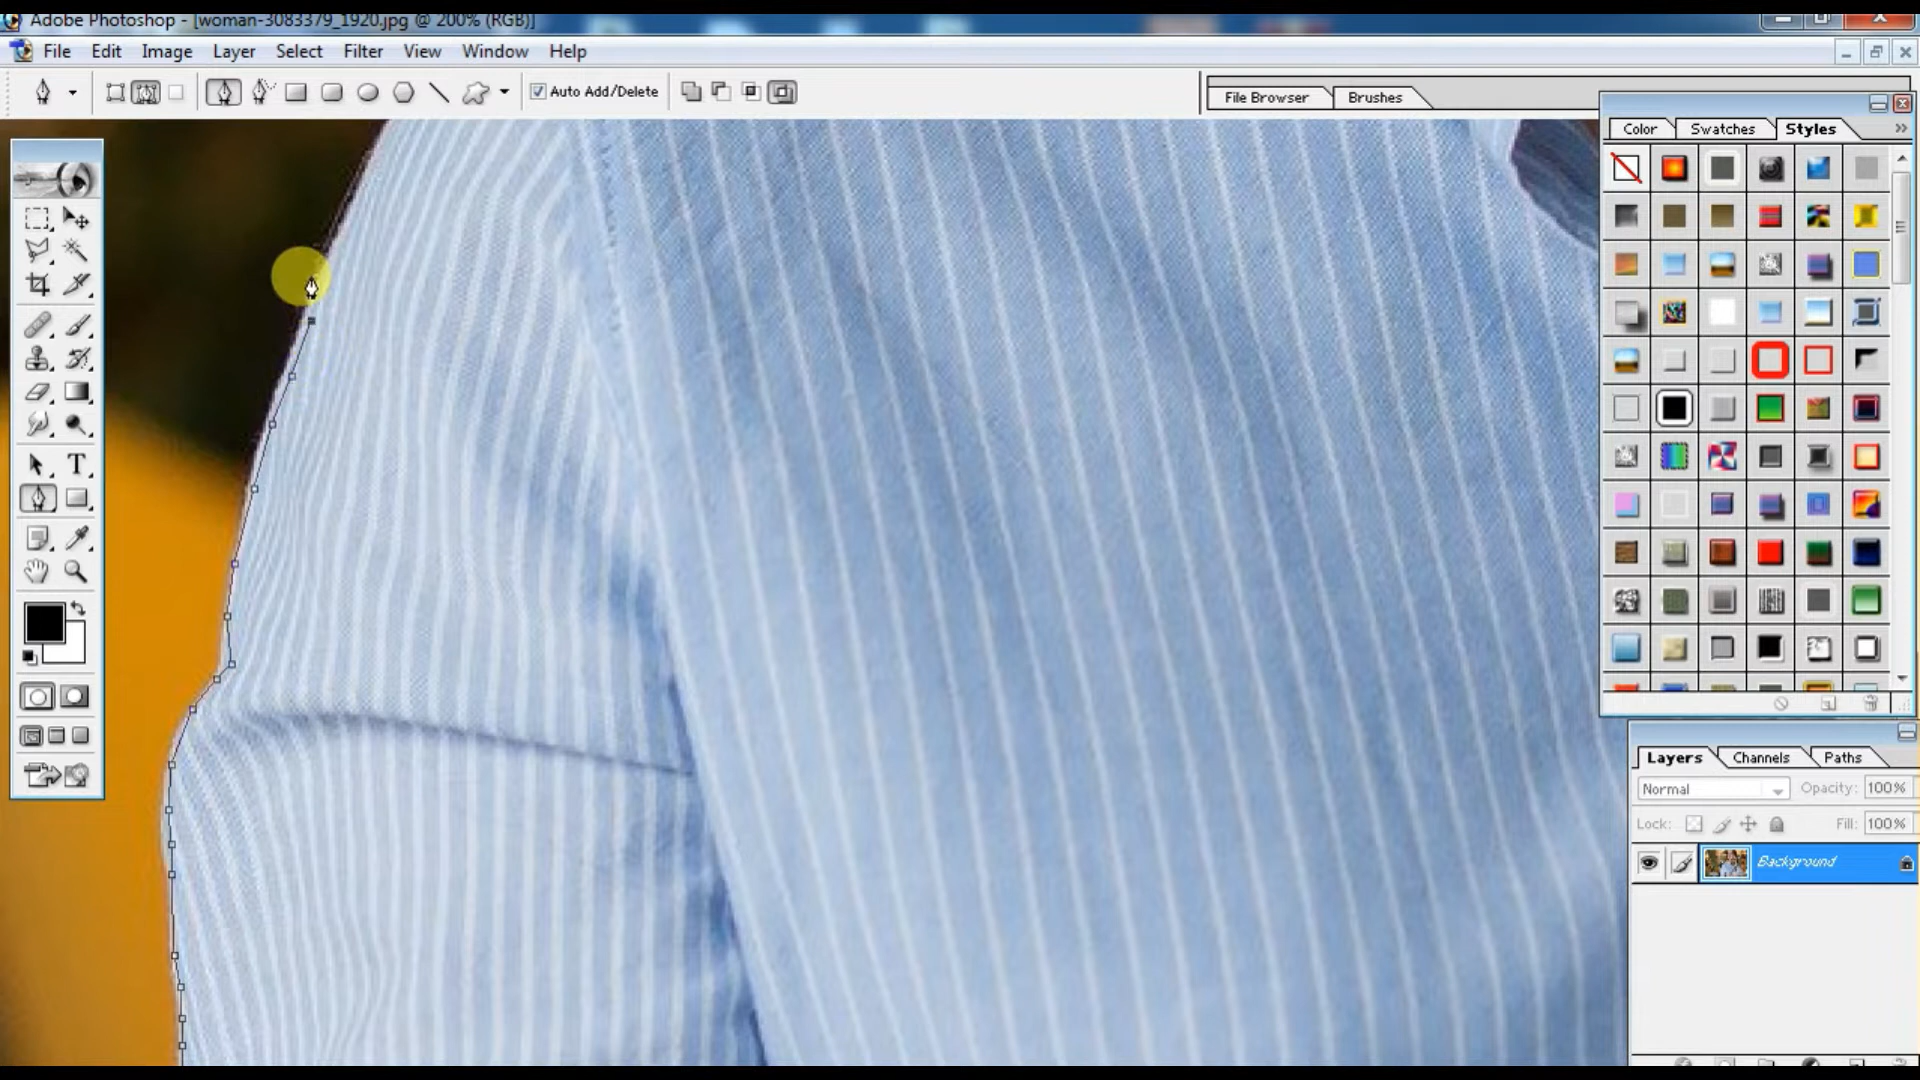 Adobe Photoshop - [woman-3083379_1920.jpg @ 200% (RGB)]
File Edit Image Layer Select Filter View Window Help
Auto Add/Delete
File Browser Brushes
Color Swatches Styles
T
Layers Channels Paths
Normal Opacity: 100%
Lock: Fill: 100%
Background